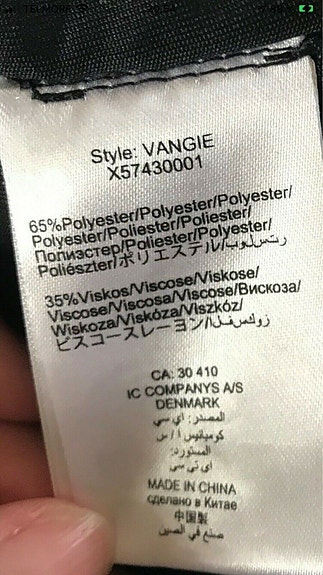 Style: VANGIE
X57430001
65%Polyester/Polyester/Polyester/
Polyester/Poliester/Poliester/
Полиэстер/Poliester/Polyester/
Poliészter/ポリエステル/بوليستر
35%Viskos/Viscose/Viskose/
Viscose/Viscosa/Viscose/Вискоза/
Wiskoza/Viskóza/Vlszkóz/
ビスコースレーヨン/
CA: 30 410
IC COMPANYS A/S
DENMARK
المصدر: اي سي
كومبانيس ا / س
المستورد:
اي تي سي
MADE IN CHINA
сделано в Китае
中国製
صنع في الصين